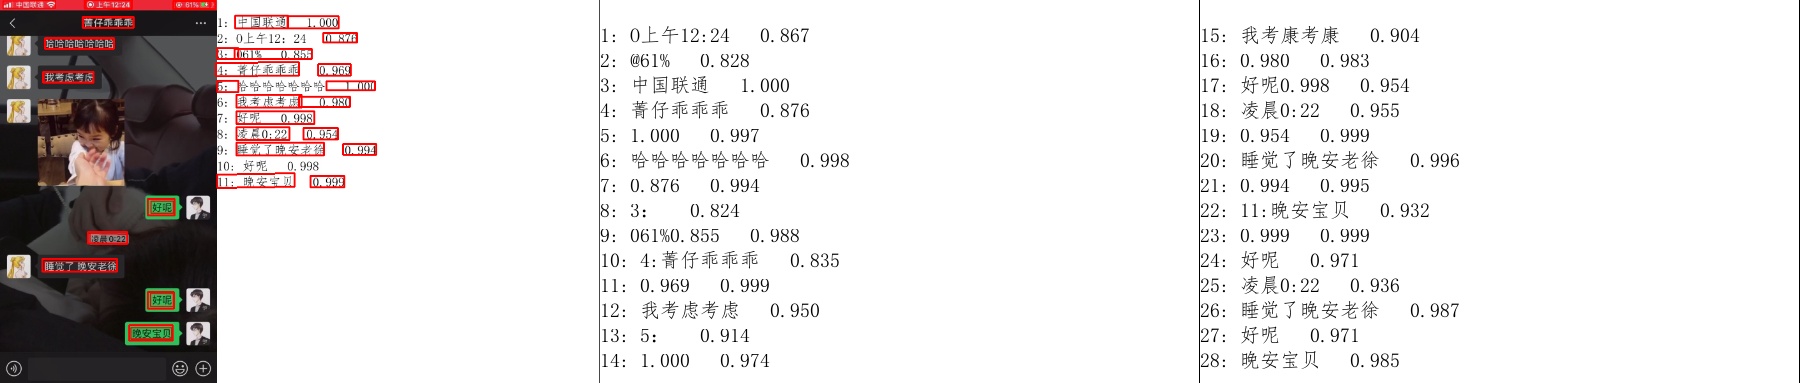 中国联通 上午12:24 @61%
菁仔乖乖乖
哈哈哈哈哈哈哈
我考虑考虑
好呢
凌晨0:22
睡觉了 晚安老徐
好呢
晚安宝贝
1: 中国联通 1.000
2: O上午12: 24 0.876
3: 061% 0.855
4: 菁仔乖乖乖 0.969
5: 哈哈哈哈哈哈哈 1.000
6: 我考虑考虑 0.980
7: 好呢 0.998
8: 凌晨0:22 0.954
9: 睡觉了晚安老徐 0.994
10: 好呢 0.998
11: 晚安宝贝 0.999
1: O上午12:24 0.867
2: @61% 0.828
3: 中国联通 1.000
4: 菁仔乖乖乖 0.876
5: 1.000 0.997
6: 哈哈哈哈哈哈哈 0.998
7: 0.876 0.994
8: 3: 0.824
9: 061%0.855 0.988
10: 4:菁仔乖乖乖 0.835
11: 0.969 0.999
12: 我考虑考虑 0.950
13: 5: 0.914
14: 1.000 0.974
15: 我考康考康 0.904
16: 0.980 0.983
17: 好呢0.998 0.954
18: 凌晨0:22 0.955
19: 0.954 0.999
20: 睡觉了晚安老徐 0.996
21: 0.994 0.995
22: 11:晚安宝贝 0.932
23: 0.999 0.999
24: 好呢 0.971
25: 凌晨0:22 0.936
26: 睡觉了晚安老徐 0.987
27: 好呢 0.971
28: 晚安宝贝 0.985